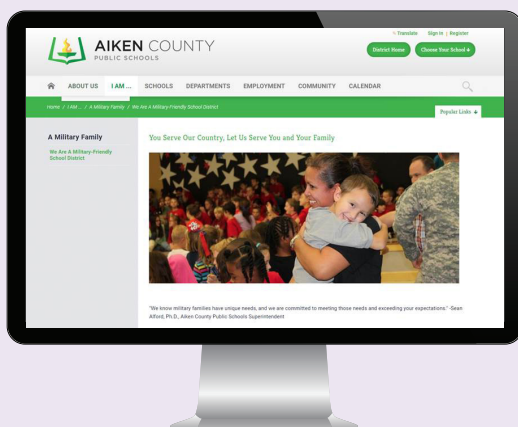 Translate Sign In | Register
AIKEN COUNTY
PUBLIC SCHOOLS
District Home
Choose Your School
ABOUT US I AM ... SCHOOLS DEPARTMENTS EMPLOYMENT COMMUNITY CALENDAR
Home / I AM ... / A Military Family / We Are A Military-Friendly School District
Popular Links
A Military Family
You Serve Our Country, Let Us Serve You and Your Family
We Are A Military-Friendly
School District
"We know military families have unique needs, and we are committed to meeting those needs and exceeding your expectations." -Sean
Alford, Ph.D., Aiken County Public Schools Superintendent